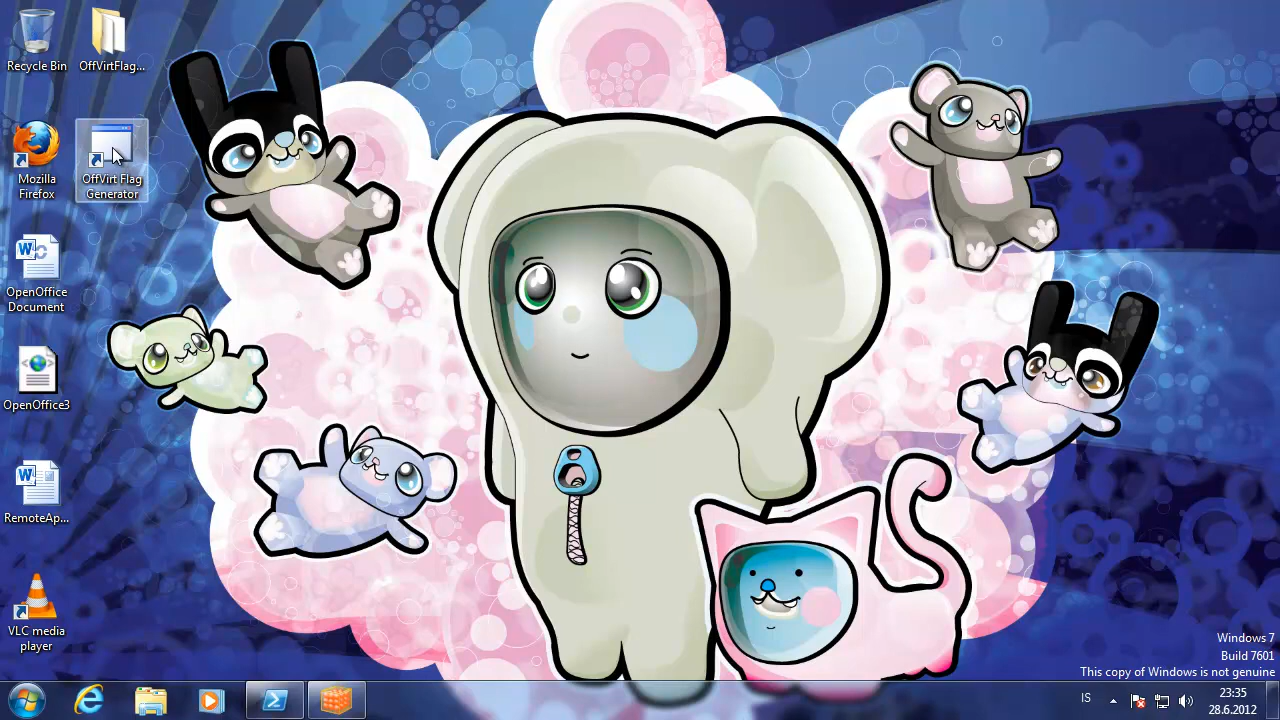 Recycle Bin
OffVirtFlag...
Mozilla
Firefox
OffVirt Flag
Generator
OpenOffice
Document
OpenOffice3
RemoteAp...
VLC media
player
Windows 7
Build 7601
This copy of Windows is not genuine
IS
23:35
28.6.2012